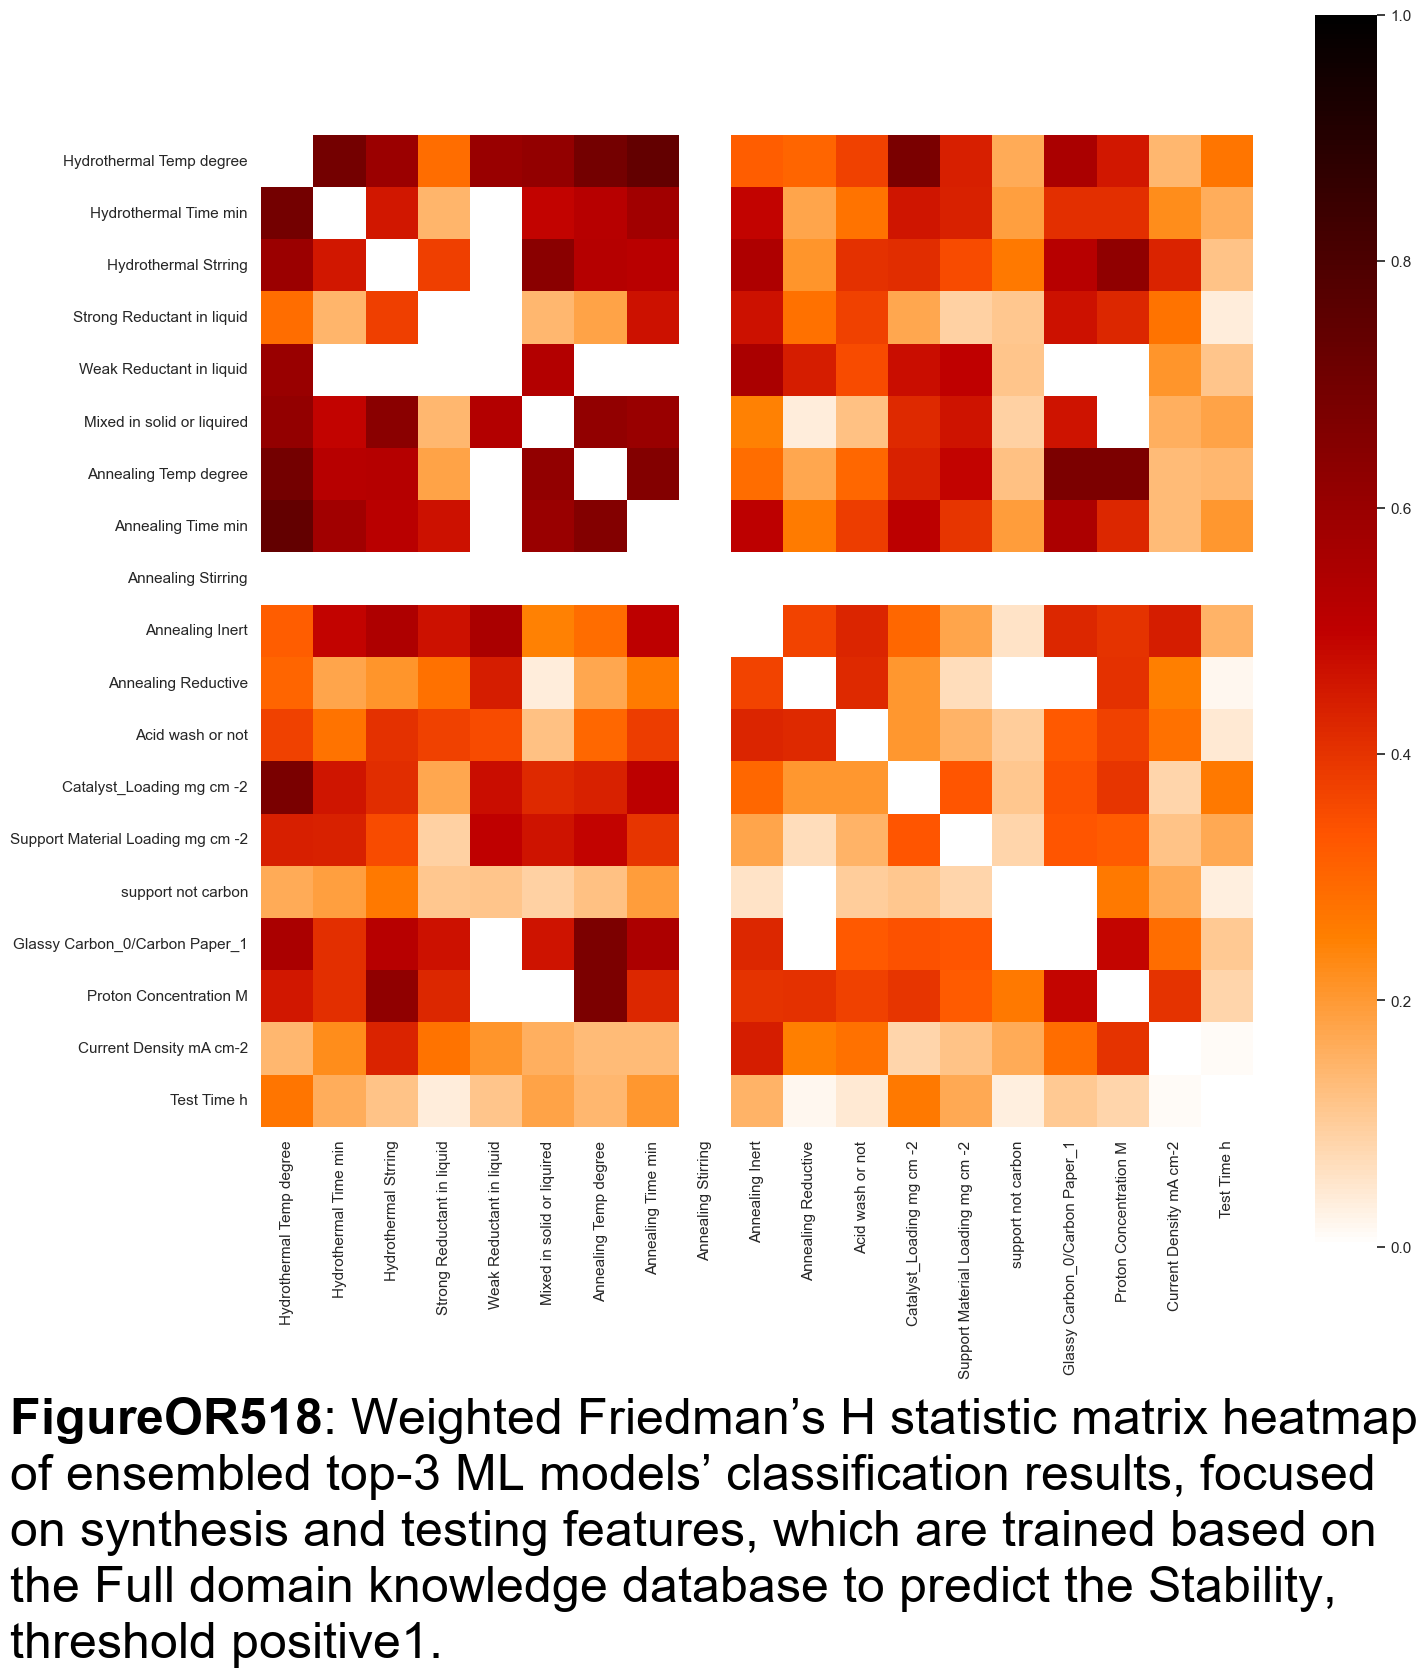 1.0
Hydrothermal Temp degree
Hydrothermal Time min
0.8
Hydrothermal Strring
Strong Reductant in liquid
Weak Reductant in liquid
Mixed in solid or liquired
Annealing Temp degree
0.6
Annealing Time min
Annealing Stirring
Annealing Inert
Annealing Reductive
Acid wash or not
0.4
Catalyst_Loading mg cm -2
Support Material Loading mg cm -2
support not carbon
Glassy Carbon_0/Carbon Paper_1
Proton Concentration M
0.2
Current Density mA cm-2
Test Time h
0.0
Hydrothermal Temp degree
Hydrothermal Time min
Hydrothermal Strring
Strong Reductant in liquid
Weak Reductant in liquid
Mixed in solid or liquired
Annealing Temp degree
Annealing Time min
Annealing Stirring
Annealing Inert
Annealing Reductive
Acid wash or not
Catalyst_Loading mg cm -2
Support Material Loading mg cm -2
support not carbon
Glassy Carbon_0/Carbon Paper_1
Proton Concentration M
Current Density mA cm-2
Test Time h
FigureOR518: Weighted Friedman’s H statistic matrix heatmap
of ensembled top-3 ML models’ classification results, focused
on synthesis and testing features, which are trained based on
the Full domain knowledge database to predict the Stability,
threshold positive1.